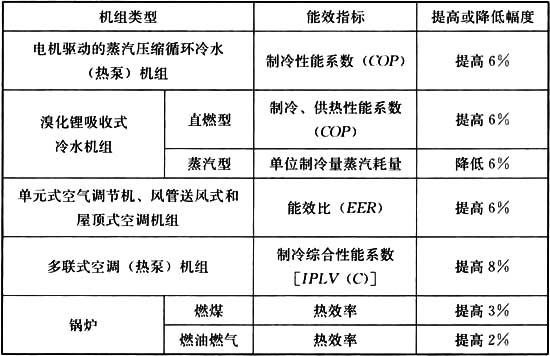 机组类型 能效指标 提高或降低幅度
电机驱动的蒸汽压缩循环冷水
（热泵）机组
制冷性能系数（COP） 提高 6%
溴化锂吸收式
冷水机组
直燃型
制冷、供热性能系数
（COP）
提高 6%
蒸汽型 单位制冷量蒸汽耗量 降低 6%
单元式空气调节机、风管送风式和
屋顶式空调机组
能效比（EER） 提高 6%
多联式空调（热泵）机组
制冷综合性能系数
［IPLV（C）］
提高 8%
锅炉
燃煤 热效率 提高 3%
燃油燃气 热效率 提高 2%